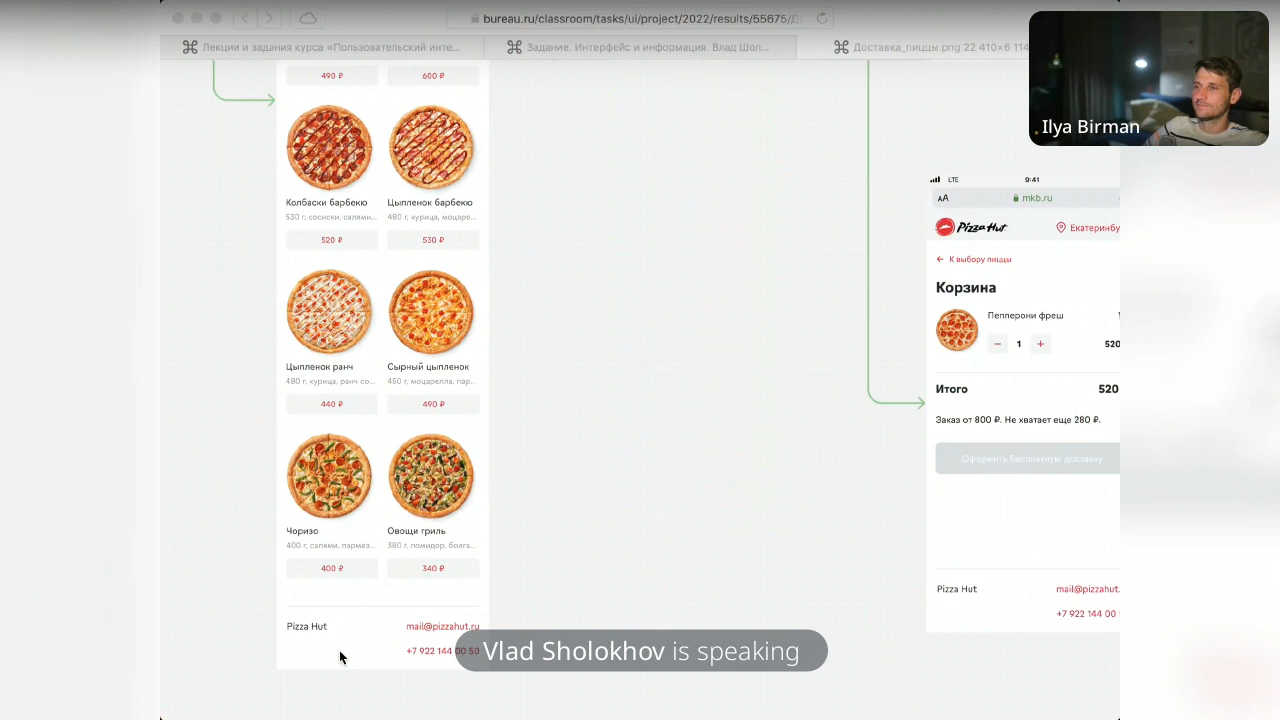 bureau.ru/classroom/tasks/ui/project/2022/results/55675/Д
Лекции и задания курса «Пользовательский инте…
Задание. Интерфейс и информация. Влад Шол…
Доставка_пиццы.png 22 410×6 114
Ilya Birman
490 ₽
600 ₽
Колбаски барбекю
530 г, сосиски, салями…
520 ₽
Цыпленок барбекю
480 г, курица, моцаре…
530 ₽
Цыпленок ранч
480 г, курица, ранч со…
440 ₽
Сырный цыпленок
450 г, моцарелла, пар…
490 ₽
Чоризо
400 г, салями, пармез…
400 ₽
Овощи гриль
380 г, помидор, болга…
340 ₽
Pizza Hut
mail@pizzahut.ru
+7 922 144 00 50
LTE
9:41
AA
mkb.ru
Pizza Hut
Екатеринбу
К выбору пиццы
Корзина
Пепперони фреш
1
520
Итого
520
Заказ от 800 ₽. Не хватает еще 280 ₽.
Оформить бесплатную доставку
Pizza Hut
mail@pizzahut.
+7 922 144 00
Vlad Sholokhov is speaking